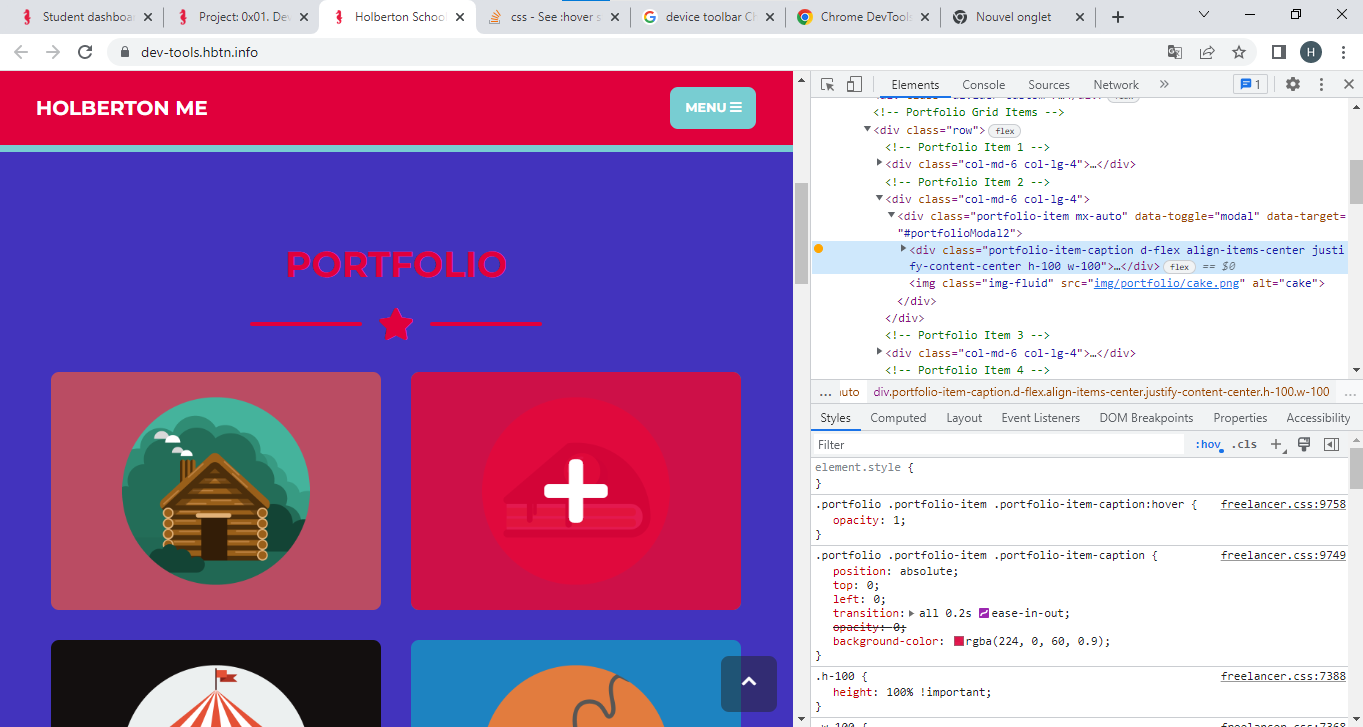 Student dashboa
Project: 0x01. De
Holberton Schoo
css - See :hover s
device toolbar Ch
Chrome DevTools
Nouvel onglet
dev-tools.hbtn.info
H
HOLBERTON ME
MENU
PORTFOLIO
Elements Console Sources Network » 1
<!-- Portfolio Grid Items -->
<div class="row"> flex
<!-- Portfolio Item 1 -->
<div class="col-md-6 col-lg-4">…</div>
<!-- Portfolio Item 2 -->
<div class="col-md-6 col-lg-4">
<div class="portfolio-item mx-auto" data-toggle="modal" data-target=
"#portfolioModal2">
<div class="portfolio-item-caption d-flex align-items-center justi
fy-content-center h-100 w-100">…</div> flex == $0
<img class="img-fluid" src="img/portfolio/cake.png" alt="cake">
</div>
</div>
<!-- Portfolio Item 3 -->
<div class="col-md-6 col-lg-4">…</div>
<!-- Portfolio Item 4 -->
... uto div.portfolio-item-caption.d-flex.align-items-center.justify-content-center.h-100.w-100 ...
Styles Computed Layout Event Listeners DOM Breakpoints Properties Accessibility
Filter :hov .cls +
element.style {
}
.portfolio .portfolio-item .portfolio-item-caption:hover { freelancer.css:9758
opacity: 1;
}
.portfolio .portfolio-item .portfolio-item-caption { freelancer.css:9749
position: absolute;
top: 0;
left: 0;
transition: all 0.2s ease-in-out;
opacity: 0;
background-color: rgba(224, 0, 60, 0.9);
}
.h-100 { freelancer.css:7388
height: 100% !important;
}
.w-100 { freelancer.css:7368